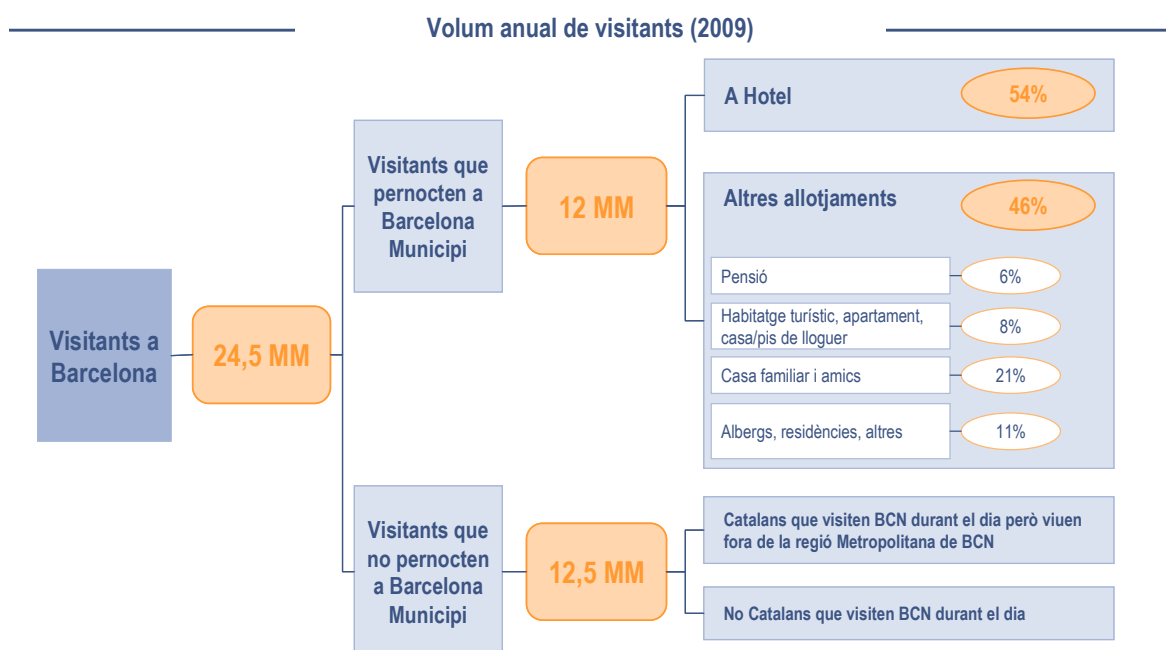 Volum anual de visitants (2009)
Visitants a
Barcelona
24,5 MM
Visitants que
pernocten a
Barcelona
Municipi
12 MM
A Hotel
54%
Altres allotjaments
46%
Pensió
6%
Habitatge turístic, apartament,
casa/pis de lloguer
8%
Casa familiar i amics
21%
Albergs, residències, altres
11%
Visitants que
no pernocten
a Barcelona
Municipi
12,5 MM
Catalans que visiten BCN durant el dia però viuen
fora de la regió Metropolitana de BCN
No Catalans que visiten BCN durant el dia